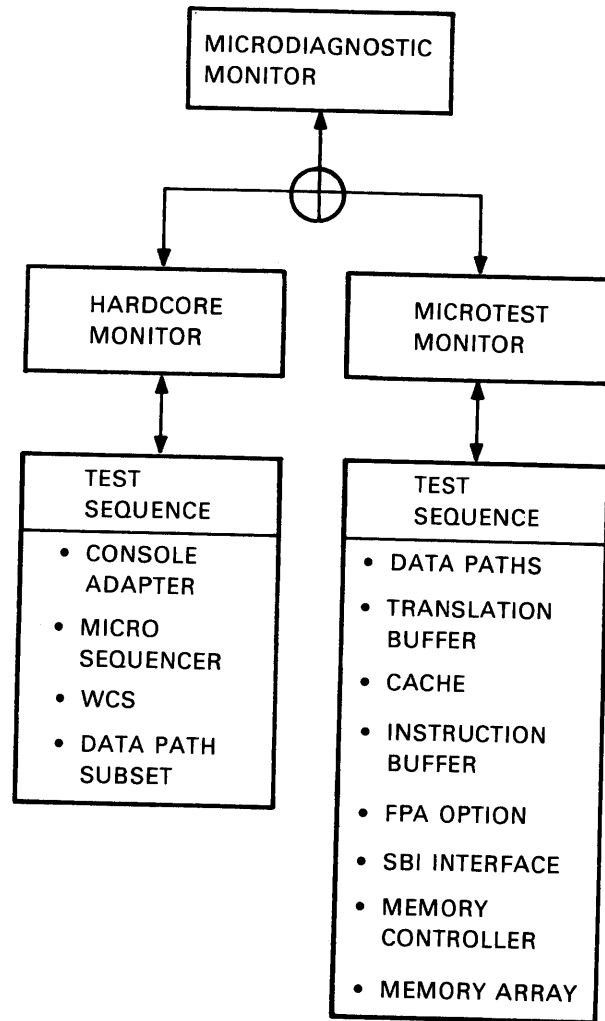 MICRODIAGNOSTIC
MONITOR
HARDCORE
MONITOR
MICROTEST
MONITOR
TEST
SEQUENCE
• CONSOLE
ADAPTER
• MICRO
SEQUENCER
• WCS
• DATA PATH
SUBSET
TEST
SEQUENCE
• DATA PATHS
• TRANSLATION
BUFFER
• CACHE
• INSTRUCTION
BUFFER
• FPA OPTION
• SBI INTERFACE
• MEMORY
CONTROLLER
• MEMORY ARRAY